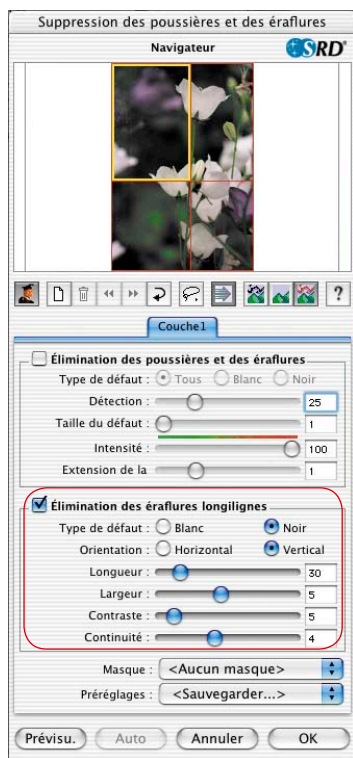 Suppression des poussières et des éraflures
Navigateur SRD
?
Couche1
Élimination des poussières et des éraflures
Type de défaut : Tous Blanc Noir
Détection : 25
Taille du défaut : 1
Intensité : 100
Extension de la 1
Élimination des éraflures longilignes
Type de défaut : Blanc Noir
Orientation : Horizontal Vertical
Longueur : 30
Largeur : 5
Contraste : 5
Continuité : 4
Masque : <Aucun masque>
Préréglages : <Sauvegarder...>
Prévisu. Auto Annuler OK